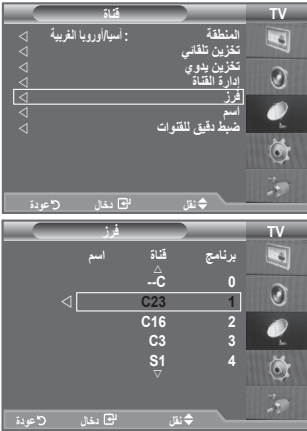 TV قناة
المنطقة : آسيا/أوروبا الغربية
تخزين تلقائي
تخزين يدوي
ادارة القناة
فرز
اسم
ضبط دقيق للقنوات
نقل دخال عودة
TV فرز
برنامج قناة اسم
0 C--
1 C23
2 C16
3 C3
4 S1
نقل دخال عودة